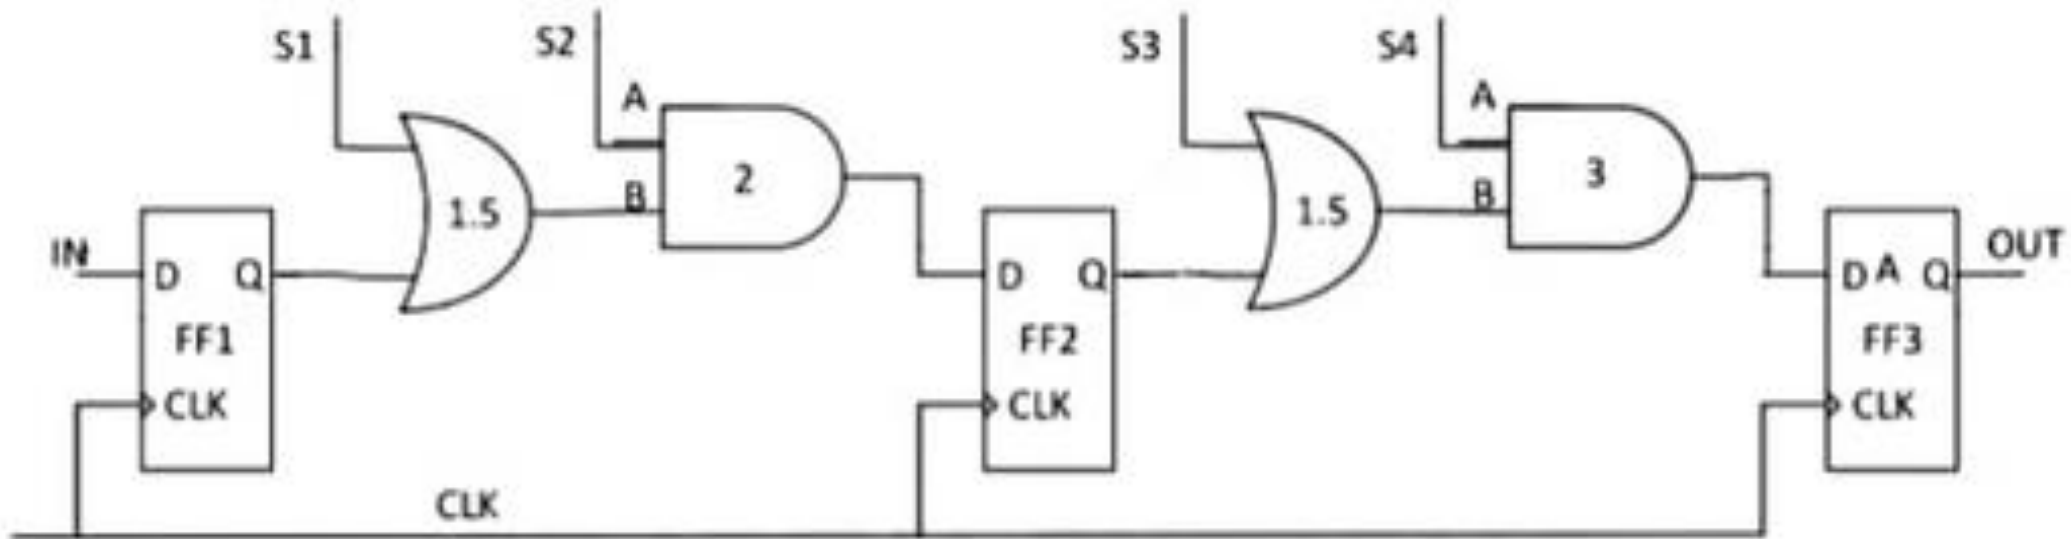 S1 S2 S3 S4
A A
1.5 2 1.5 3
B B
IN D Q D Q D A Q OUT
FF1 FF2 FF3
CLK CLK CLK
CLK